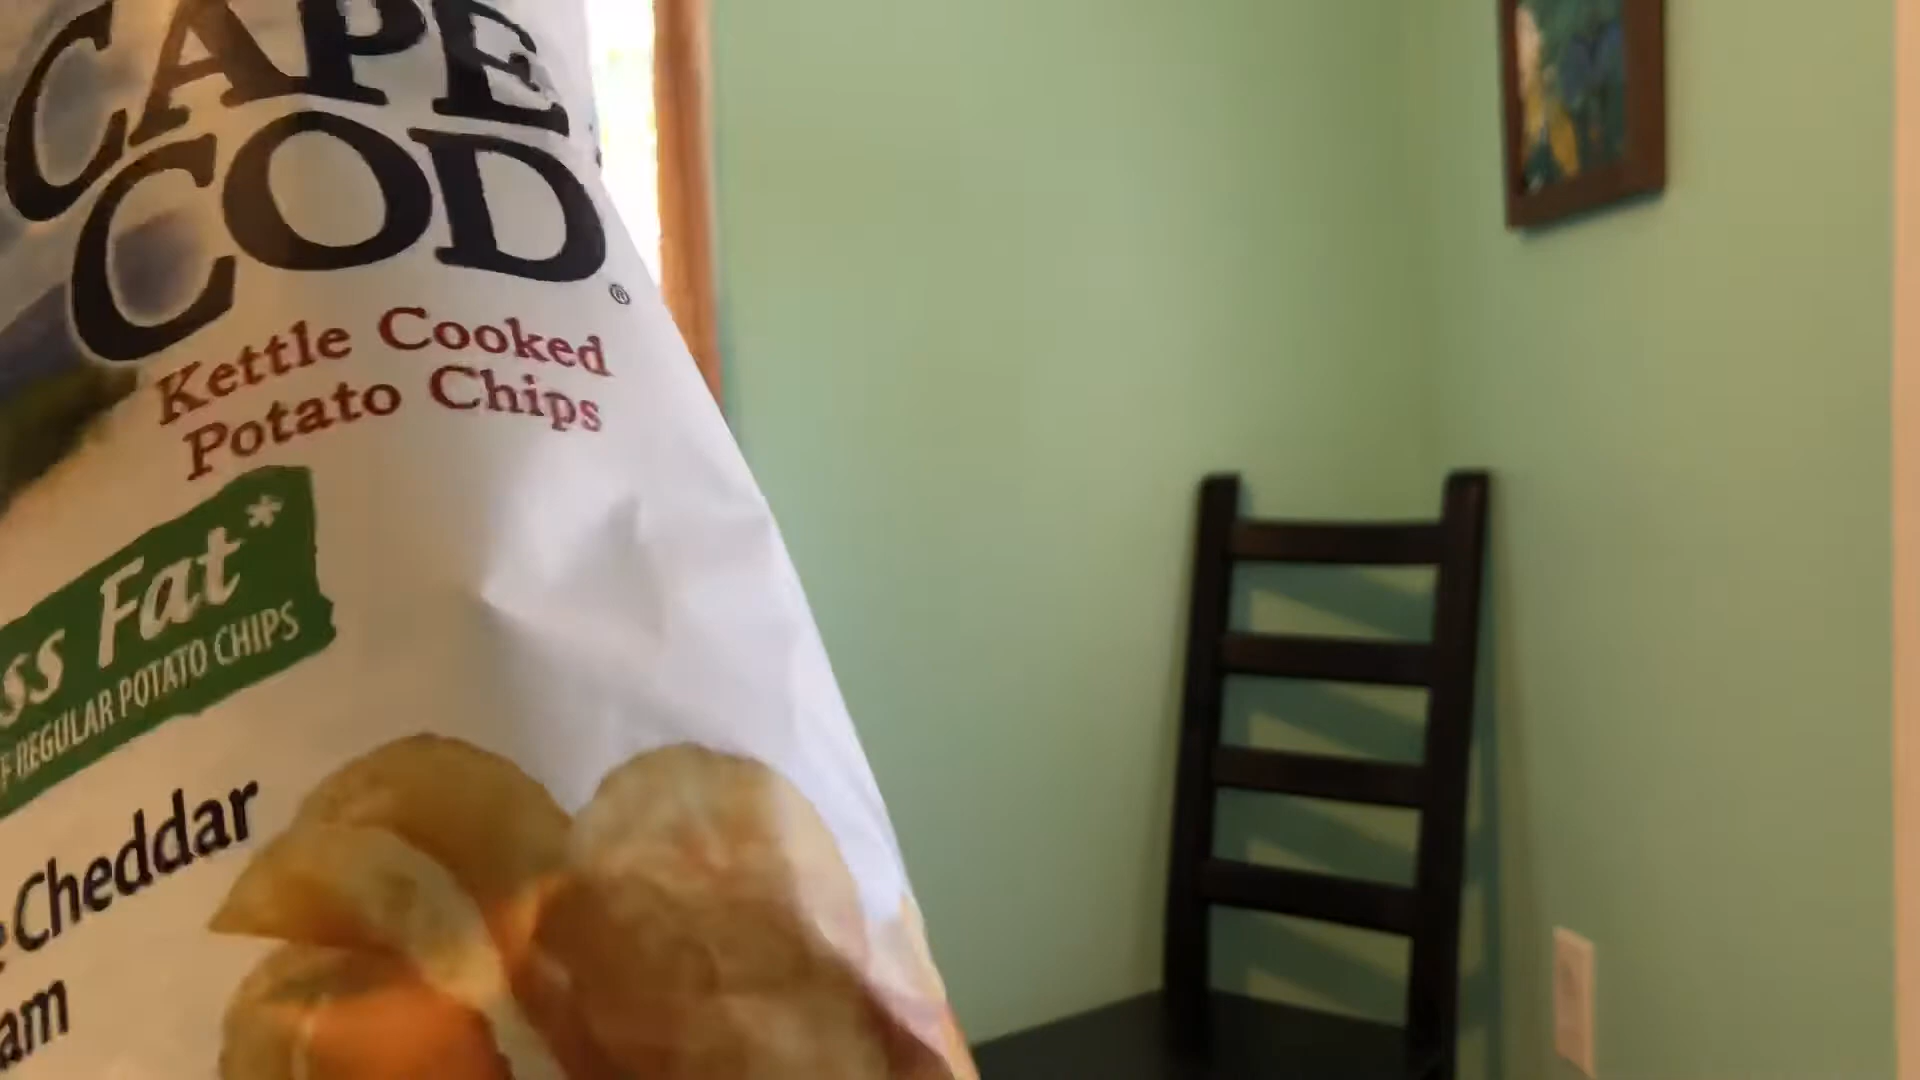 CAPE
COD®
Kettle Cooked
Potato Chips
ss Fat*
F REGULAR POTATO CHIPS
Cheddar
am